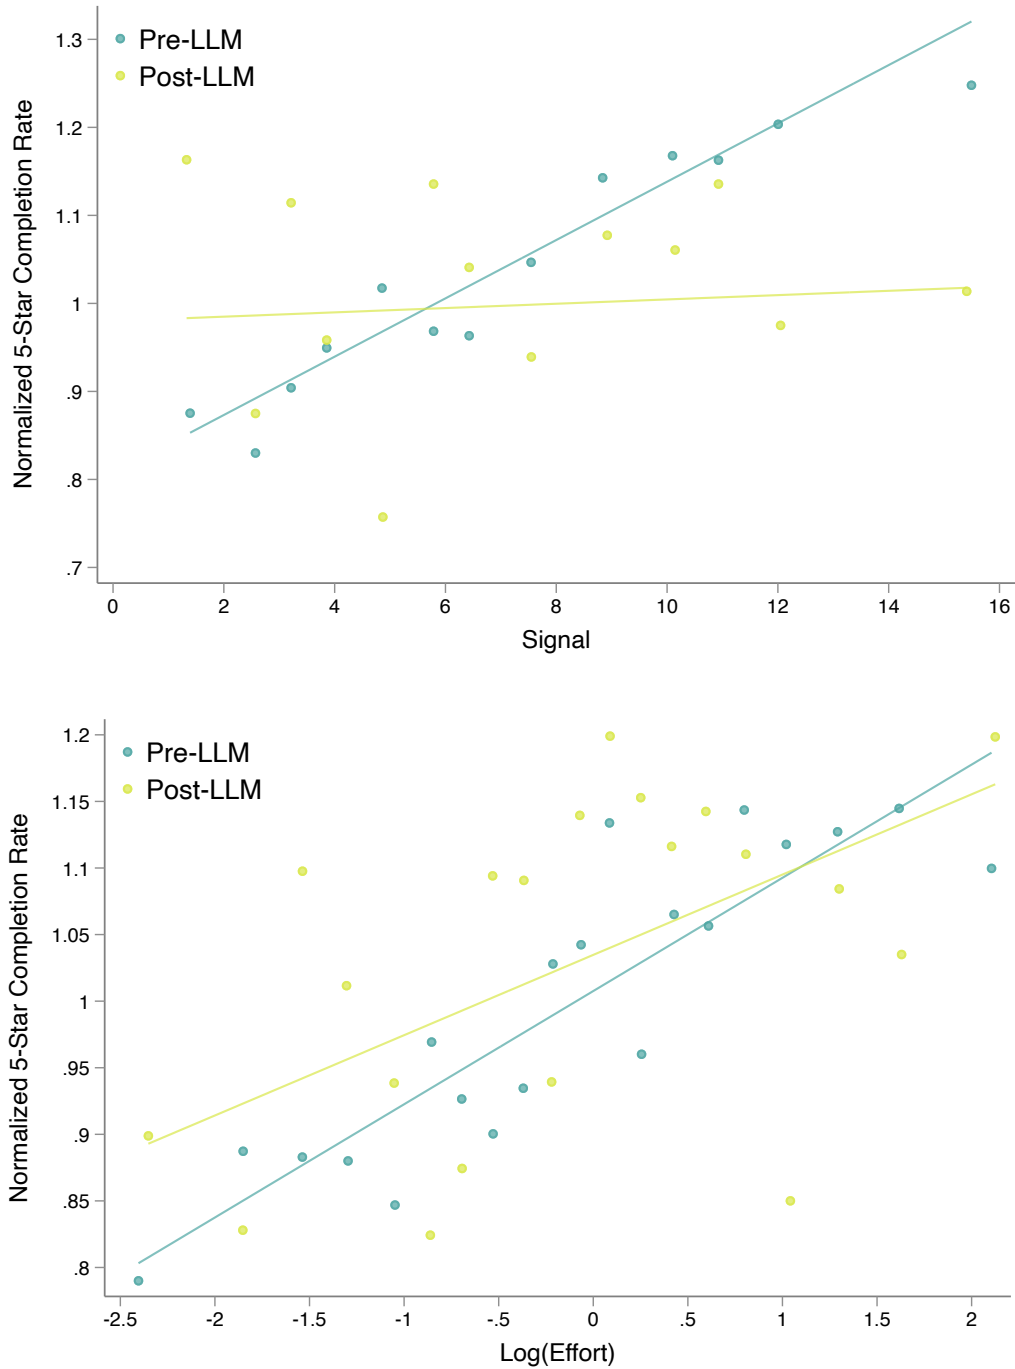 Normalized 5-Star Completion Rate
1.3
1.2
1.1
1
.9
.8
.7
Pre-LLM
Post-LLM
0 2 4 6 8 10 12 14 16
Signal
Normalized 5-Star Completion Rate
1.2
1.15
1.1
1.05
1
.95
.9
.85
.8
Pre-LLM
Post-LLM
-2.5 -2 -1.5 -1 -.5 0 .5 1 1.5 2
Log(Effort)